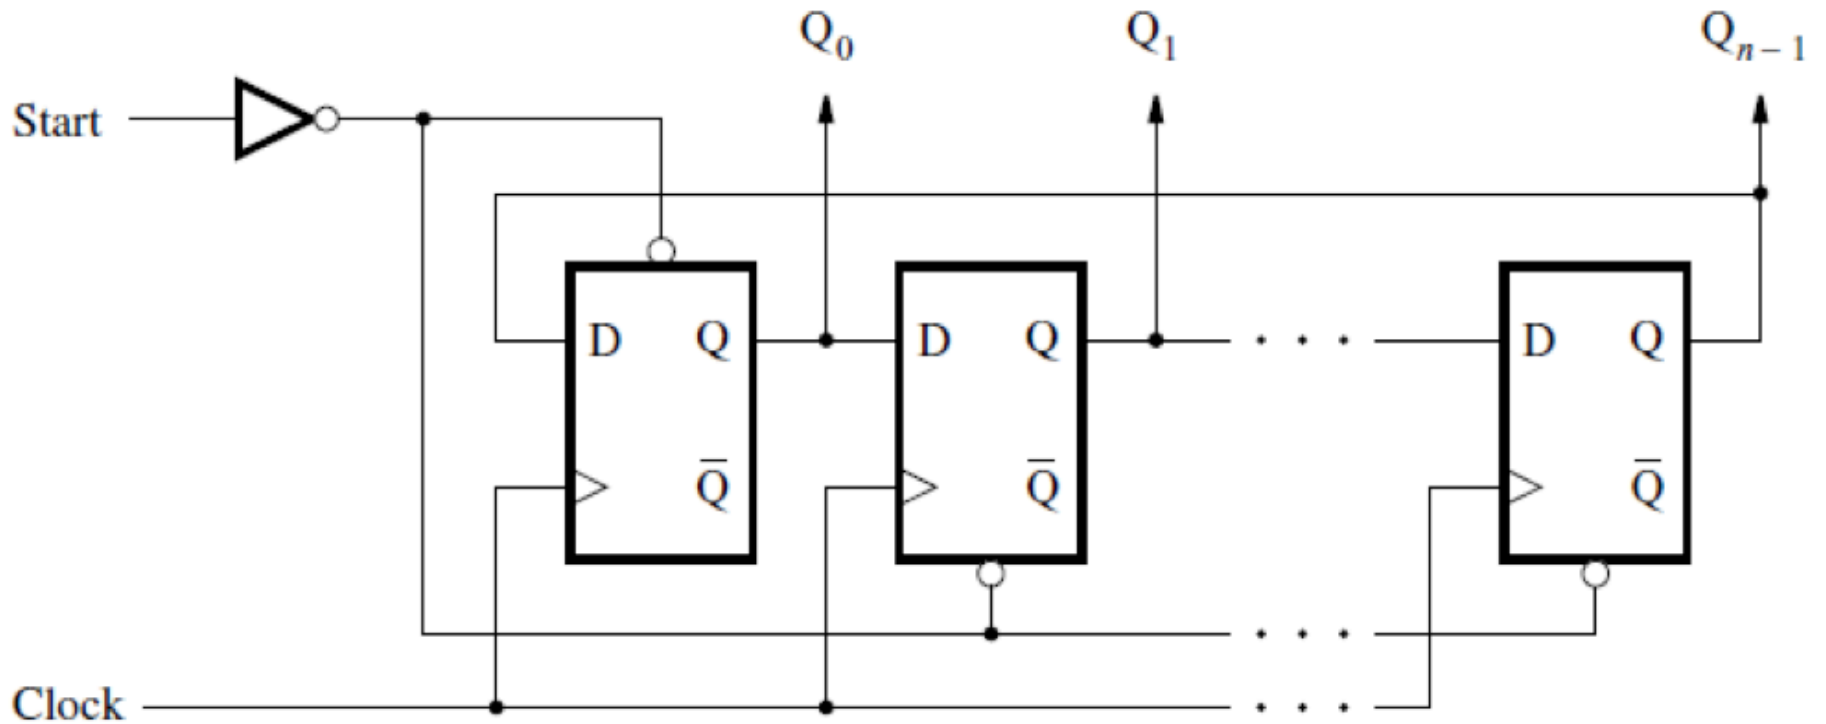 Q₀ Q₁ Qₙ₋₁
Start
D Q D Q D Q
Q̅ Q̅ Q̅
Clock